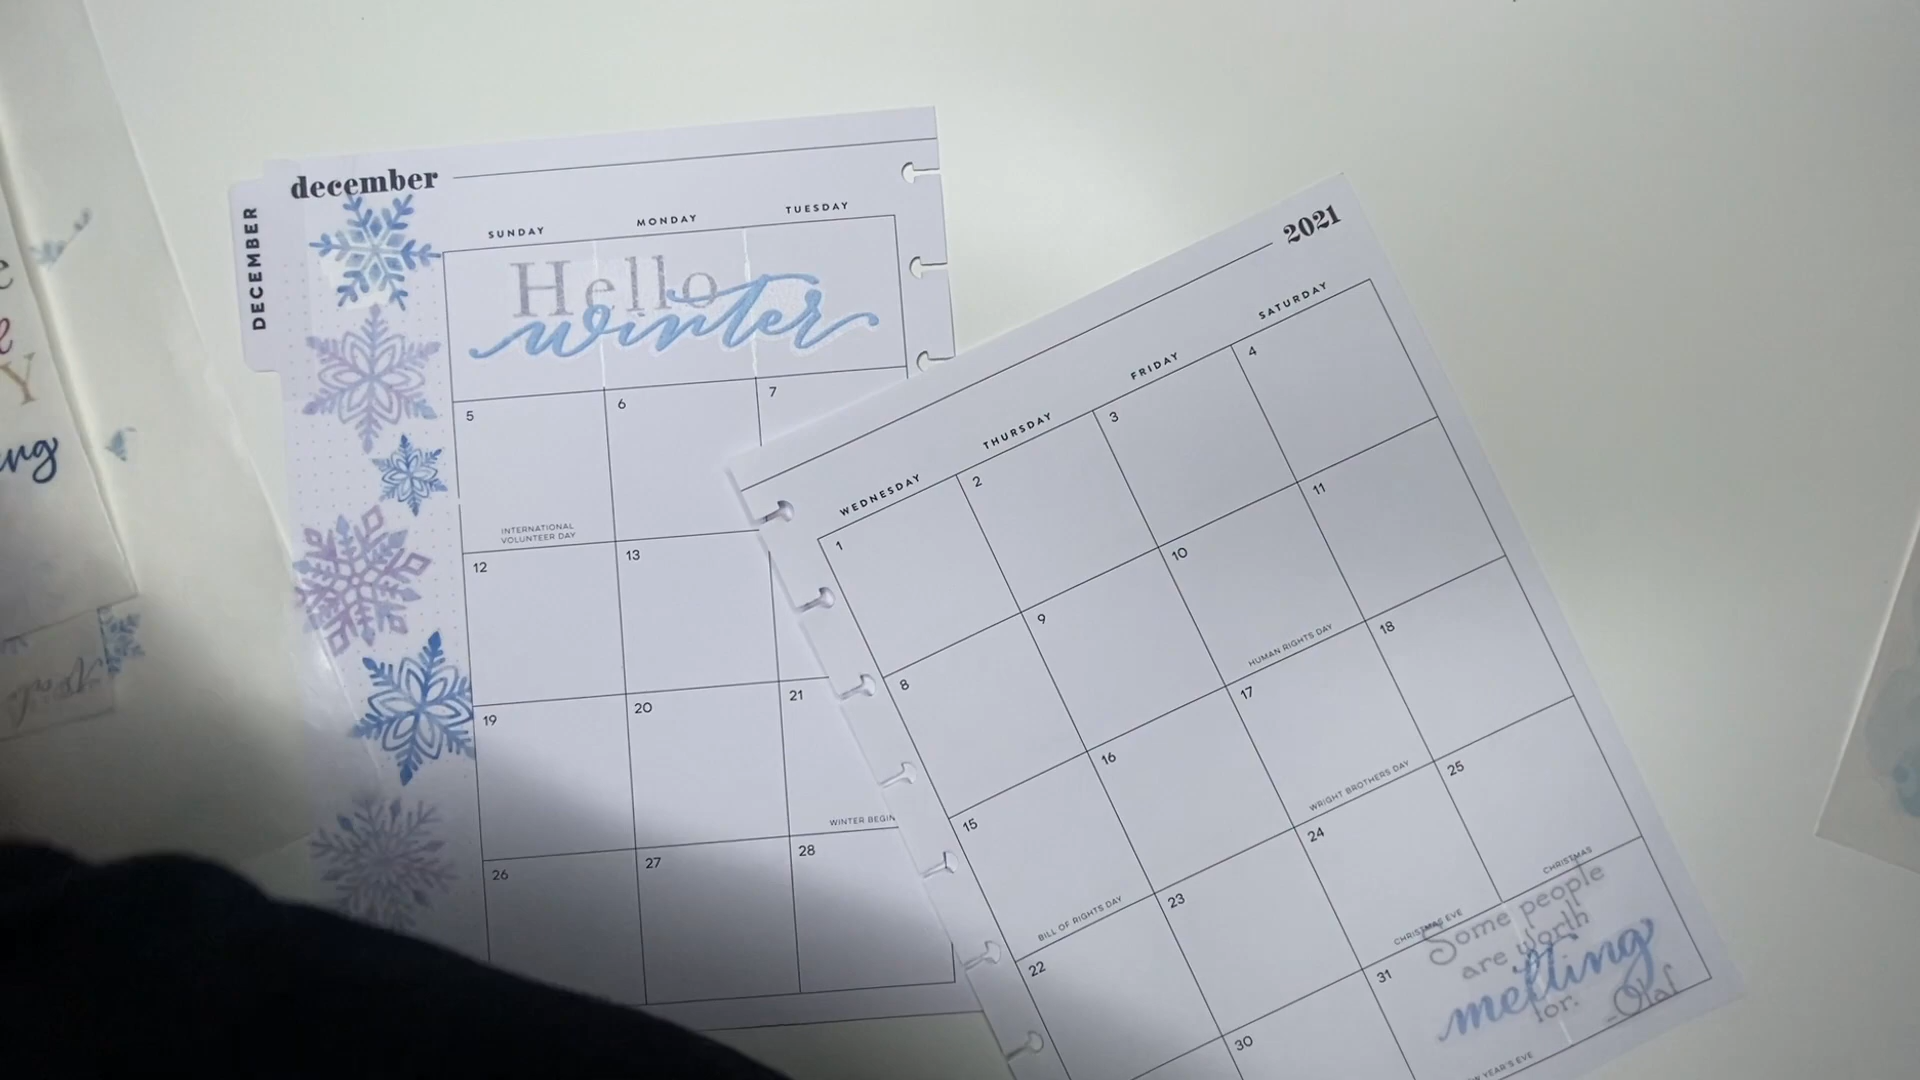 december
DECEMBER
SUNDAY
MONDAY
TUESDAY
Hello
winter
5
6
7
INTERNATIONAL
VOLUNTEER DAY
12
13
19
20
21
WINTER BEGIN
26
27
28
2021
WEDNESDAY
THURSDAY
FRIDAY
SATURDAY
1
2
3
4
8
9
10
11
HUMAN RIGHTS DAY
15
16
17
18
BILL OF RIGHTS DAY
WRIGHT BROTHERS DAY
22
23
24
25
CHRISTMAS EVE
CHRISTMAS
30
31
YEAR'S EVE
Some people
are worth
melting
for.
-Olaf
Y